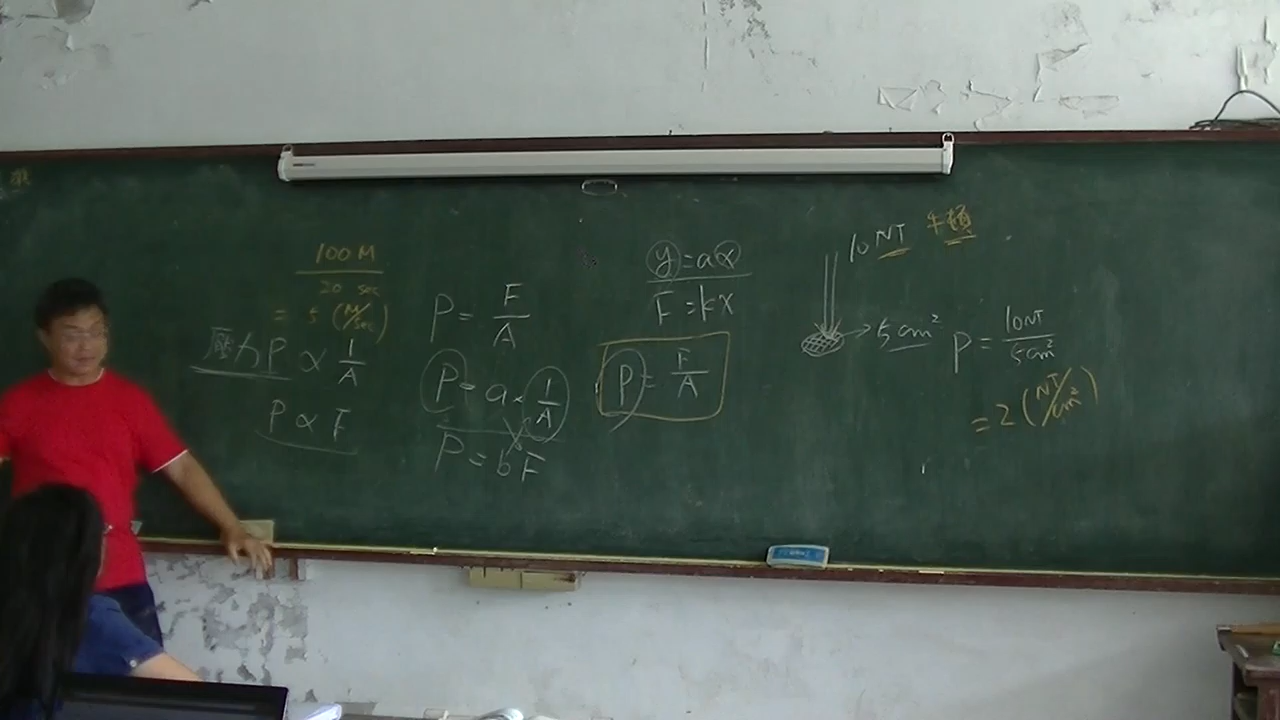 100 M
20 sec
= 5 (M/sec)
壓力 P ∝ 1/A
P ∝ F
P = F/A
P = a × 1/A
P = bF
y = ax
F = kx
P = F/A
10 NT 牛頓
5 cm²
P = 10NT/5cm²
= 2 (NT/cm²)